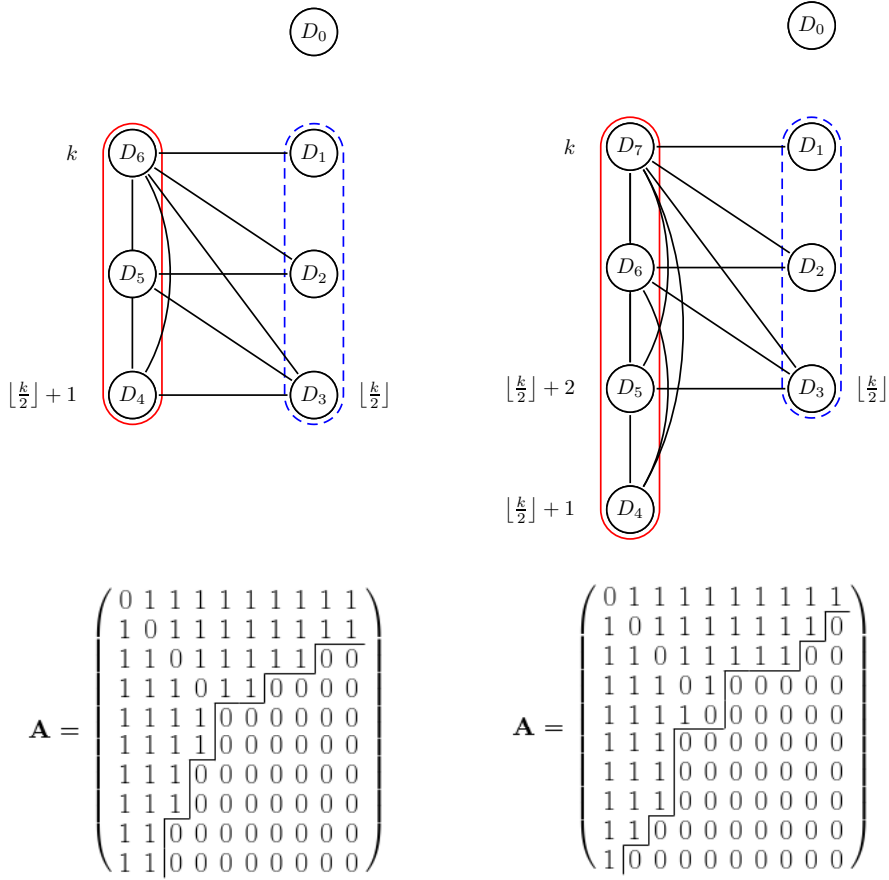 D₀
k D₆ D₁
D₅ D₂
⌊k/2⌋ + 1 D₄ D₃ ⌊k/2⌋
A =
0 1 1 1 1 1 1 1 1 1
1 0 1 1 1 1 1 1 1 1
1 1 0 1 1 1 1 1 0 0
1 1 1 0 1 1 0 0 0 0
1 1 1 1 0 0 0 0 0 0
1 1 1 1 0 0 0 0 0 0
1 1 1 0 0 0 0 0 0 0
1 1 1 0 0 0 0 0 0 0
1 1 0 0 0 0 0 0 0 0
1 1 0 0 0 0 0 0 0 0
D₀
k D₇ D₁
D₆ D₂
⌊k/2⌋ + 2 D₅ D₃ ⌊k/2⌋
⌊k/2⌋ + 1 D₄
A =
0 1 1 1 1 1 1 1 1 1
1 0 1 1 1 1 1 1 1 0
1 1 0 1 1 1 1 1 0 0
1 1 1 0 1 0 0 0 0 0
1 1 1 1 0 0 0 0 0 0
1 1 1 0 0 0 0 0 0 0
1 1 1 0 0 0 0 0 0 0
1 1 1 0 0 0 0 0 0 0
1 1 0 0 0 0 0 0 0 0
1 0 0 0 0 0 0 0 0 0